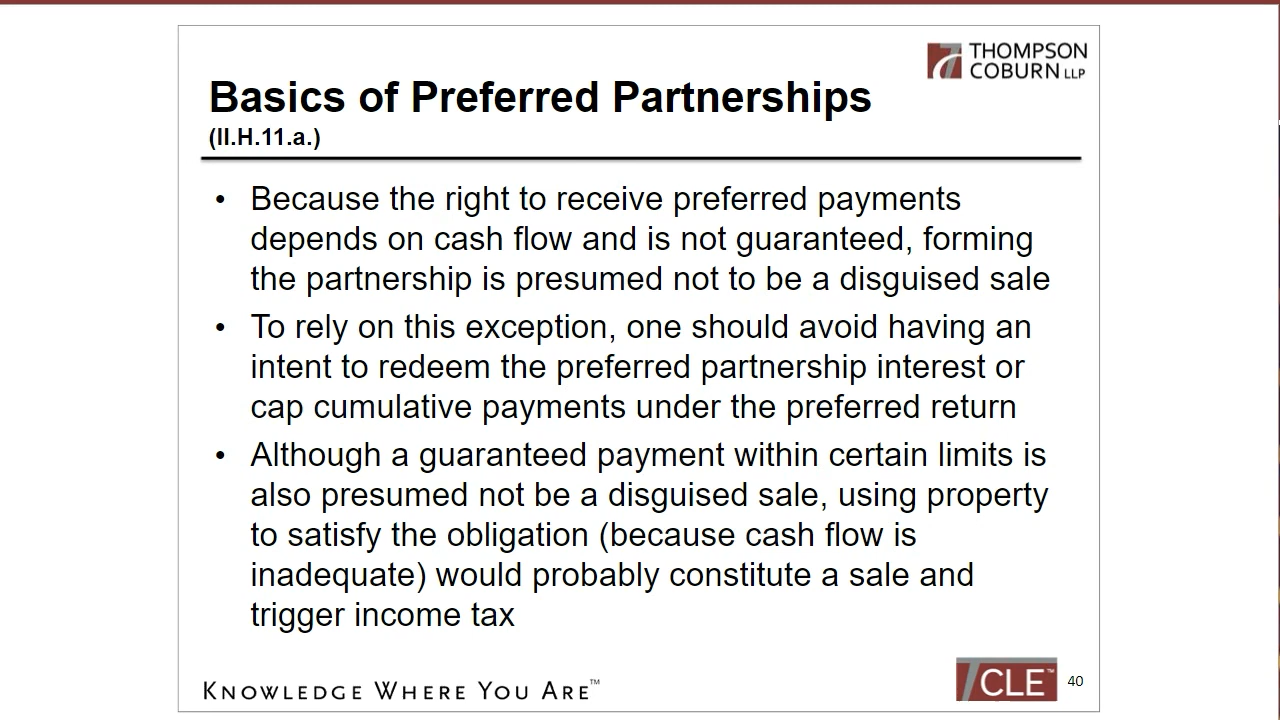 THOMPSON
COBURN LLP
Basics of Preferred Partnerships
(II.H.11.a.)
• Because the right to receive preferred payments
depends on cash flow and is not guaranteed, forming
the partnership is presumed not to be a disguised sale
• To rely on this exception, one should avoid having an
intent to redeem the preferred partnership interest or
cap cumulative payments under the preferred return
• Although a guaranteed payment within certain limits is
also presumed not be a disguised sale, using property
to satisfy the obligation (because cash flow is
inadequate) would probably constitute a sale and
trigger income tax
KNOWLEDGE WHERE YOU ARE™
CLE™
40